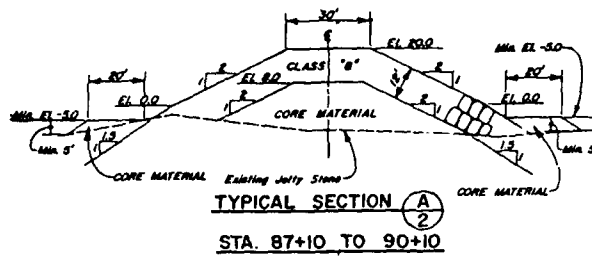 30'
℄
2
1
EL 20.0
CLASS "B"
2
1
Min. EL -5.0
20'
EL 8.0
12'
20'
EL 0.0
2
1
CORE MATERIAL
2
1
EL 0.0
Min EL -5.0
Min 5'
1.5
1
1.5
1
Min 5'
CORE MATERIAL
Existing Jetty Stone
CORE MATERIAL
TYPICAL SECTION A
2
STA. 87+10 TO 90+10